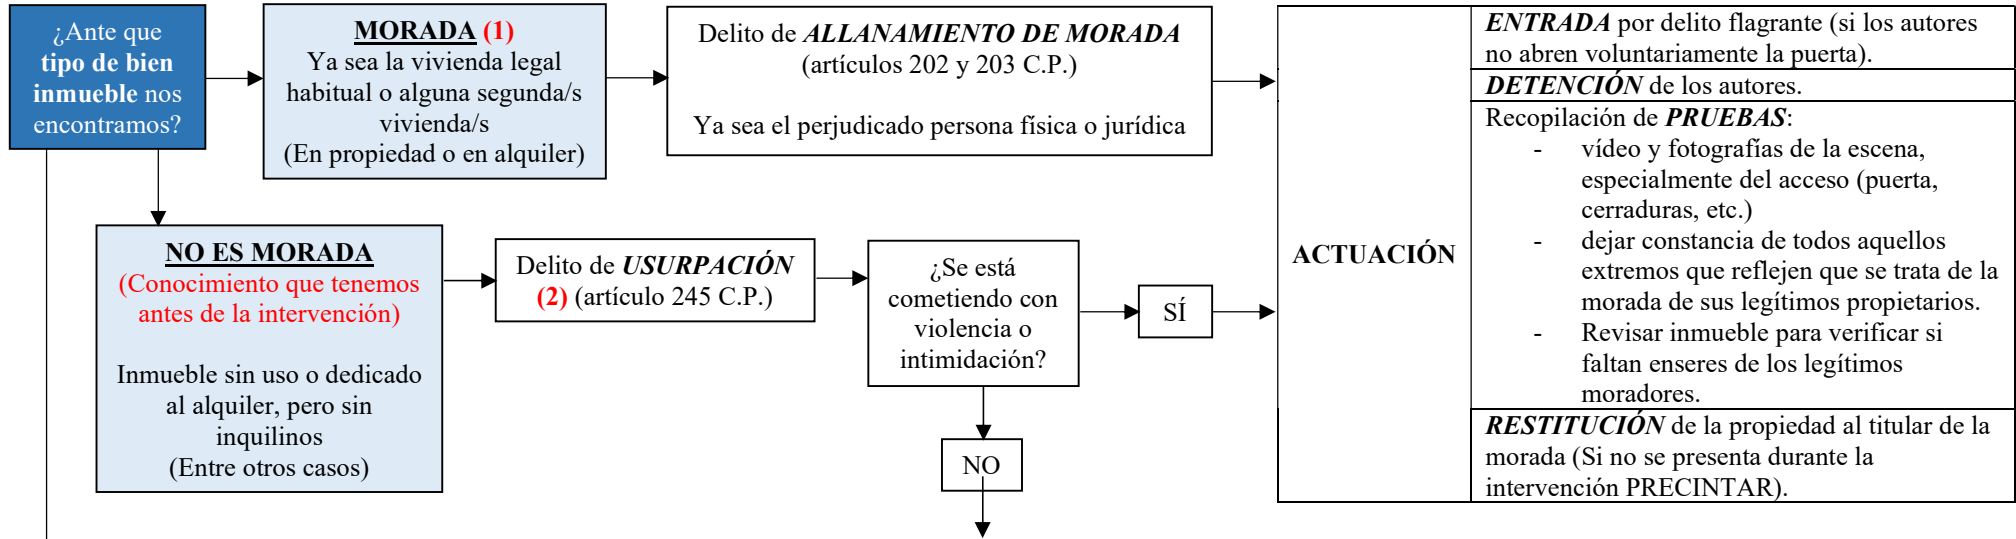 ¿Ante que
tipo de bien
inmueble nos
encontramos?
MORADA (1)
Ya sea la vivienda legal
habitual o alguna segunda/s
vivienda/s
(En propiedad o en alquiler)
Delito de ALLANAMIENTO DE MORADA
(artículos 202 y 203 C.P.)
Ya sea el perjudicado persona física o jurídica
NO ES MORADA
(Conocimiento que tenemos
antes de la intervención)
Inmueble sin uso o dedicado
al alquiler, pero sin
inquilinos
(Entre otros casos)
Delito de USURPACIÓN
(2) (artículo 245 C.P.)
¿Se está
cometiendo con
violencia o
intimidación?
SÍ
NO
ACTUACIÓN
ENTRADA por delito flagrante (si los autores
no abren voluntariamente la puerta).
DETENCIÓN de los autores.
Recopilación de PRUEBAS:
- vídeo y fotografías de la escena,
especialmente del acceso (puerta,
cerraduras, etc.)
- dejar constancia de todos aquellos
extremos que reflejen que se trata de la
morada de sus legítimos propietarios.
- Revisar inmueble para verificar si
faltan enseres de los legítimos
moradores.
RESTITUCIÓN de la propiedad al titular de la
morada (Si no se presenta durante la
intervención PRECINTAR).